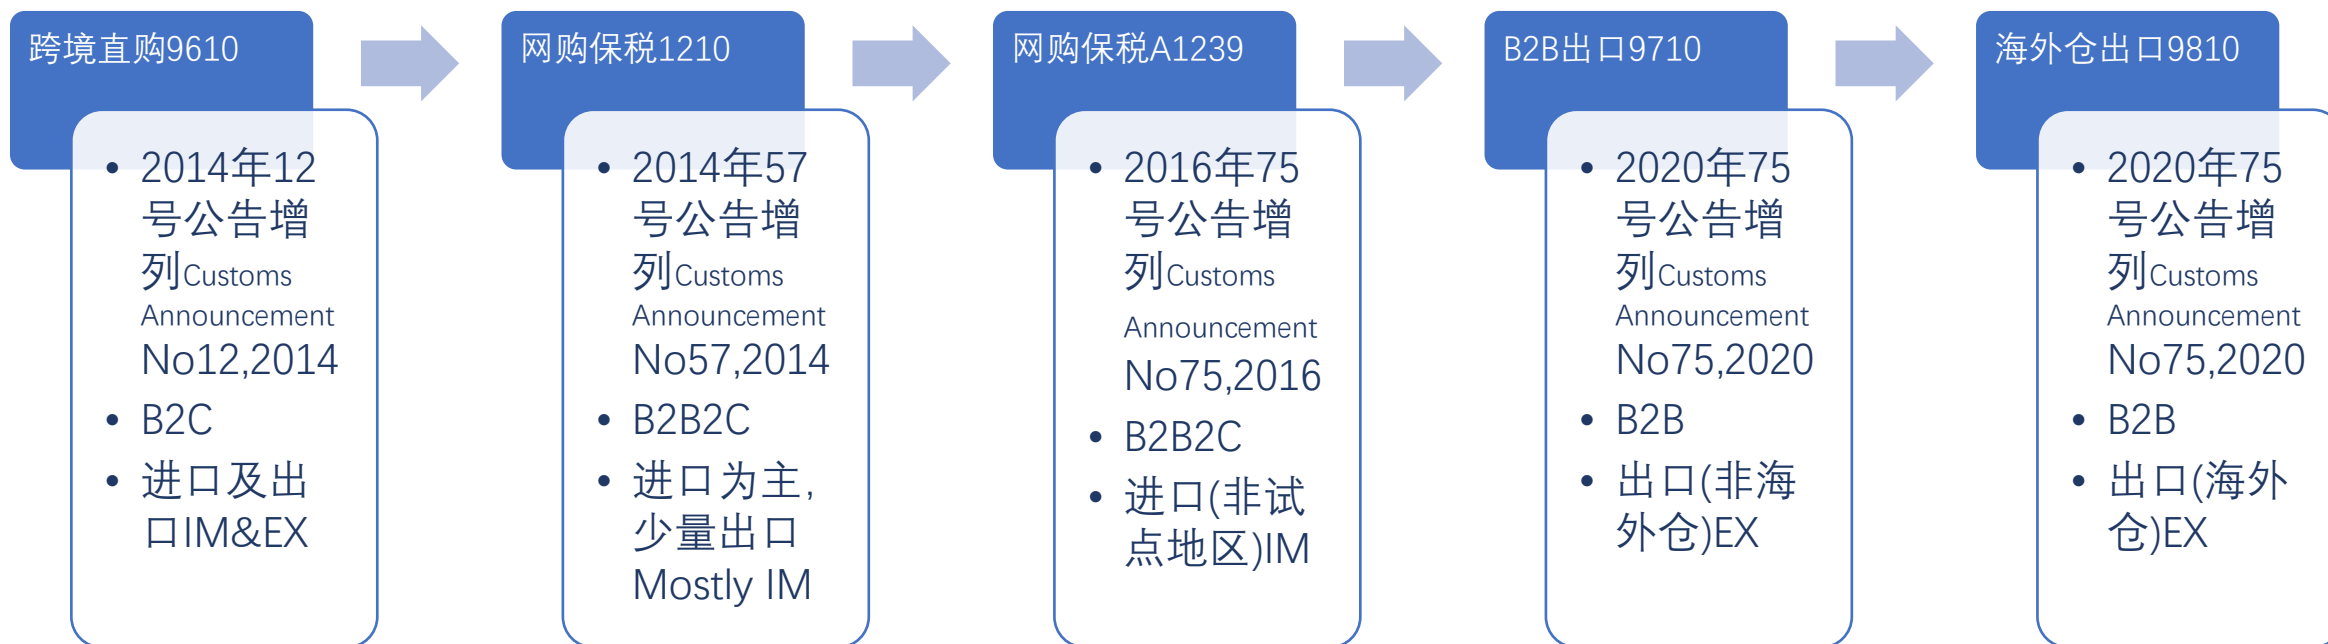 跨境直购9610
• 2014年12
号公告增
列Customs
Announcement
No12,2014
• B2C
• 进口及出
口IM&EX
网购保税1210
• 2014年57
号公告增
列Customs
Announcement
No57,2014
• B2B2C
• 进口为主,
少量出口
Mostly IM
网购保税A1239
• 2016年75
号公告增
列Customs
Announcement
No75,2016
• B2B2C
• 进口(非试
点地区)IM
B2B出口9710
• 2020年75
号公告增
列Customs
Announcement
No75,2020
• B2B
• 出口(非海
外仓)EX
海外仓出口9810
• 2020年75
号公告增
列Customs
Announcement
No75,2020
• B2B
• 出口(海外
仓)EX